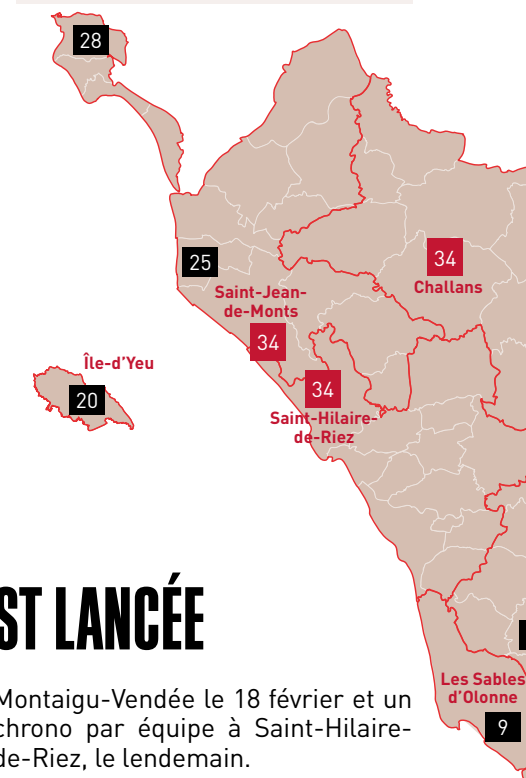 28
25
34
Challans
Saint-Jean-
de-Monts
34
Île-d'Yeu
20
34
Saint-Hilaire-
de-Riez
ST LANCÉE
Montaigu-Vendée le 18 février et un
chrono par équipe à Saint-Hilaire-
de-Riez, le lendemain.
Les Sables
d'Olonne
9